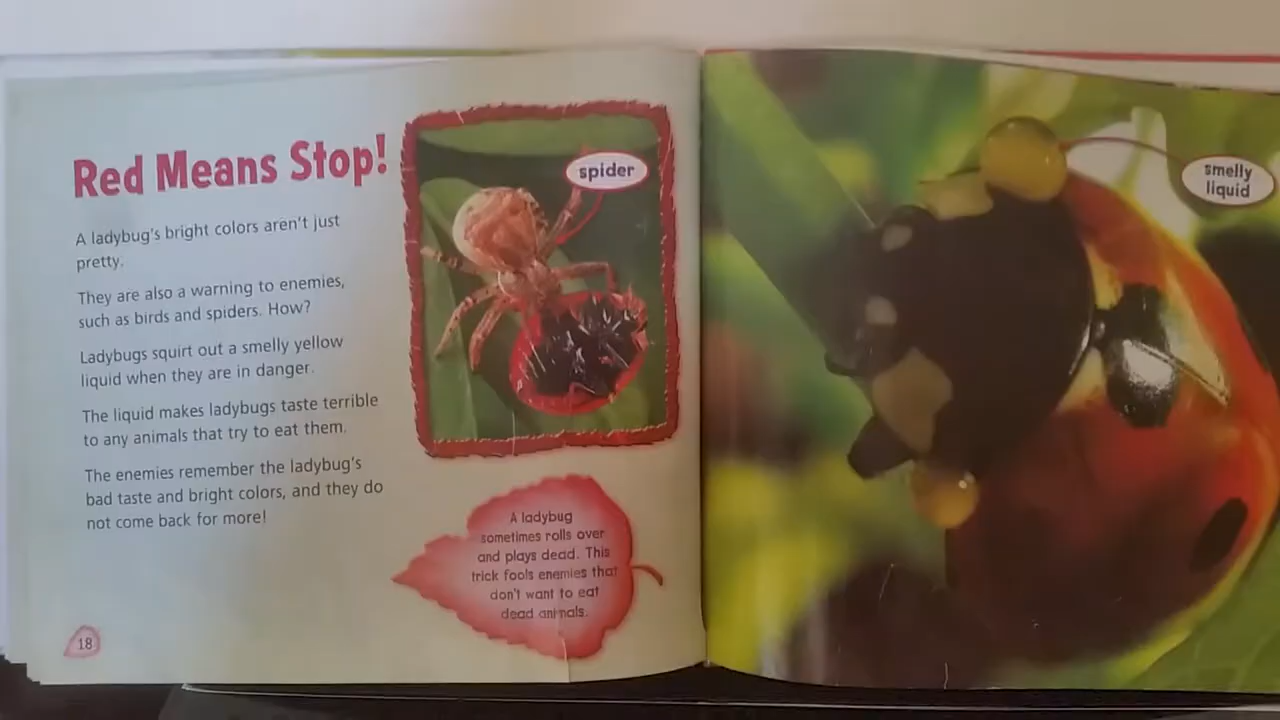 Red Means Stop!
A ladybug's bright colors aren't just
pretty.
They are also a warning to enemies,
such as birds and spiders. How?
Ladybugs squirt out a smelly yellow
liquid when they are in danger.
The liquid makes ladybugs taste terrible
to any animals that try to eat them.
The enemies remember the ladybug's
bad taste and bright colors, and they do
not come back for more!
spider
A ladybug
sometimes rolls over
and plays dead. This
trick fools enemies that
don't want to eat
dead animals.
18
smelly
liquid